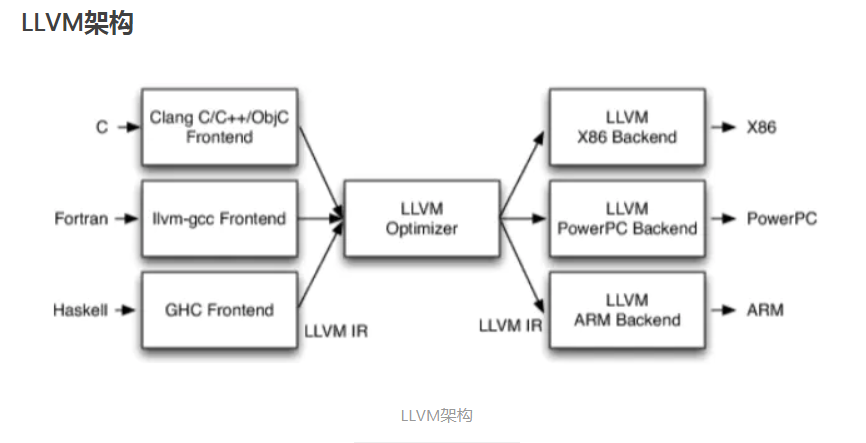 LLVM架构
C
Clang C/C++/ObjC
Frontend
LLVM
X86 Backend
X86
Fortran
llvm-gcc Frontend
LLVM
Optimizer
LLVM
PowerPC Backend
PowerPC
Haskell
GHC Frontend
LLVM IR
LLVM IR
LLVM
ARM Backend
ARM
LLVM架构